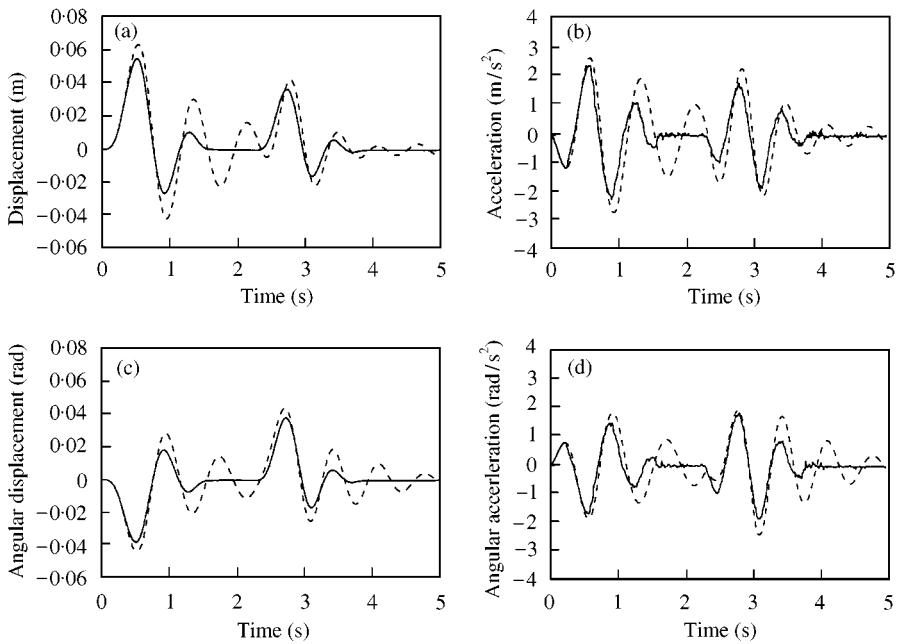 (a)
0·08
0·06
0·04
0·02
0
−0·02
−0·04
−0·06
Displacement (m)
0 1 2 3 4 5
Time (s)
(b)
4
3
2
1
0
−1
−2
−3
−4
Acceleration (m/s²)
0 1 2 3 4 5
Time (s)
(c)
0·08
0·06
0·04
0·02
0
−0·02
−0·04
−0·06
Angular displacement (rad)
0 1 2 3 4 5
Time (s)
(d)
4
3
2
1
0
−1
−2
−3
−4
Angular accerleration (rad/s²)
0 1 2 3 4 5
Time (s)